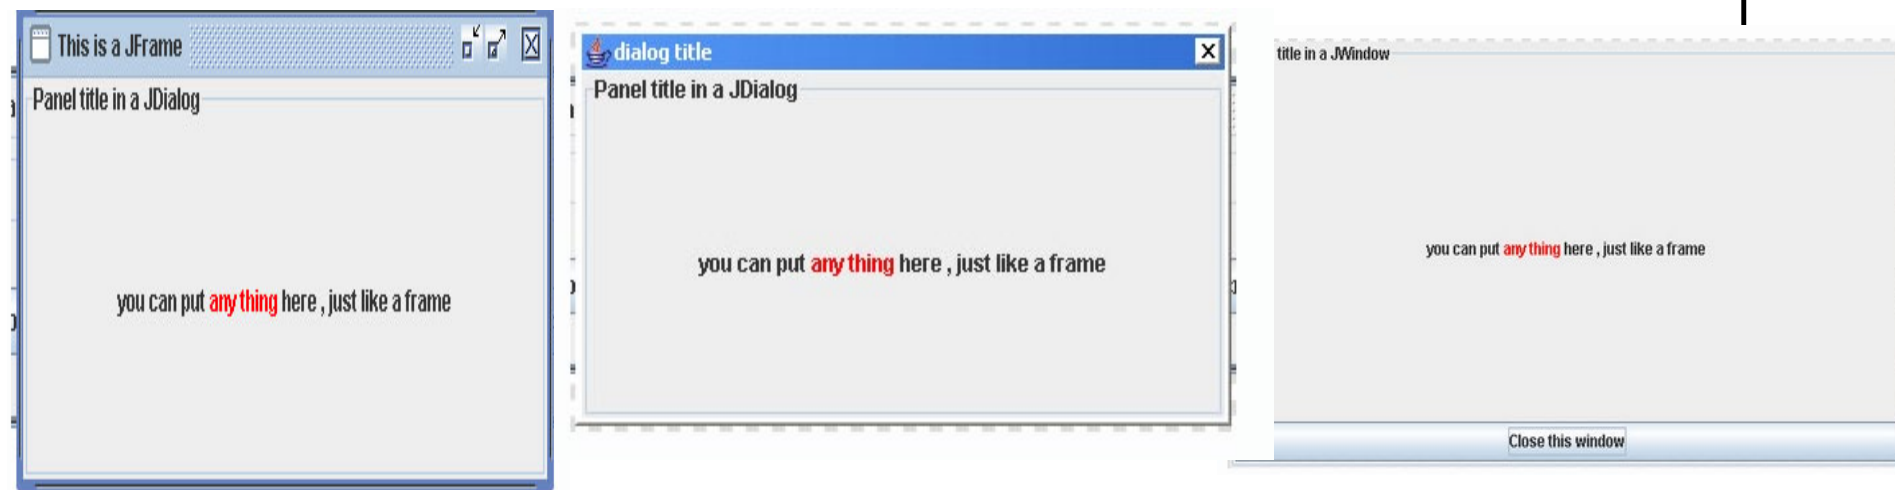 This is a JFrame
Panel title in a JDialog
you can put any thing here , just like a frame
dialog title
Panel title in a JDialog
you can put any thing here , just like a frame
title in a JWindow
you can put any thing here , just like a frame
Close this window